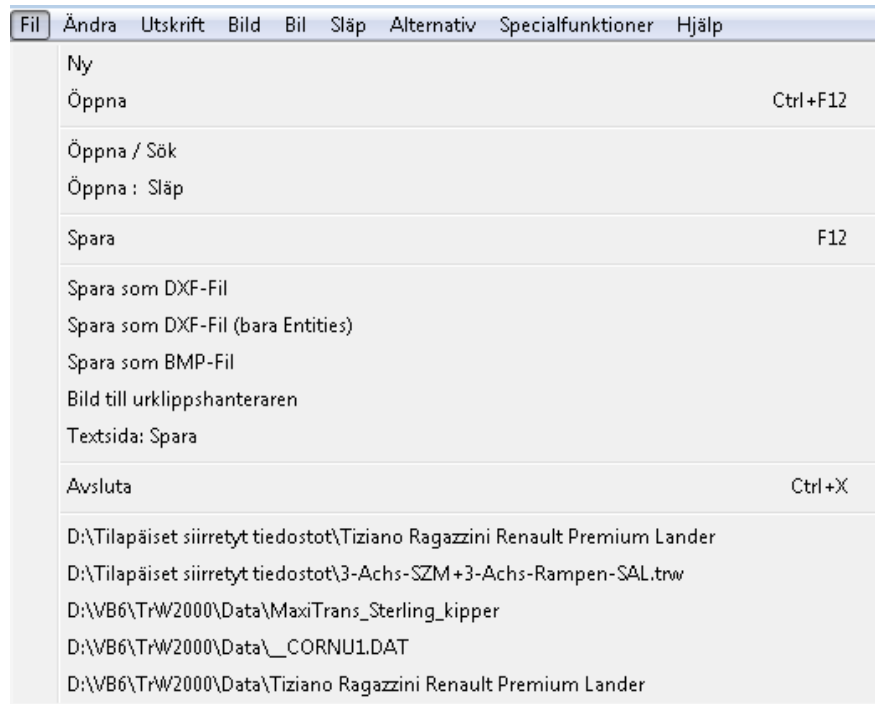 Fil Ändra Utskrift Bild Bil Släp Alternativ Specialfunktioner Hjälp
Ny
Öppna Ctrl+F12
Öppna / Sök
Öppna : Släp
Spara F12
Spara som DXF-Fil
Spara som DXF-Fil (bara Entities)
Spara som BMP-Fil
Bild till urklippshanteraren
Textsida: Spara
Avsluta Ctrl+X
D:\Tilapäiset siirretyt tiedostot\Tiziano Ragazzini Renault Premium Lander
D:\Tilapäiset siirretyt tiedostot\3-Achs-SZM+3-Achs-Rampen-SAL.trw
D:\VB6\TrW2000\Data\MaxiTrans_Sterling_kipper
D:\VB6\TrW2000\Data\__CORNU1.DAT
D:\VB6\TrW2000\Data\Tiziano Ragazzini Renault Premium Lander